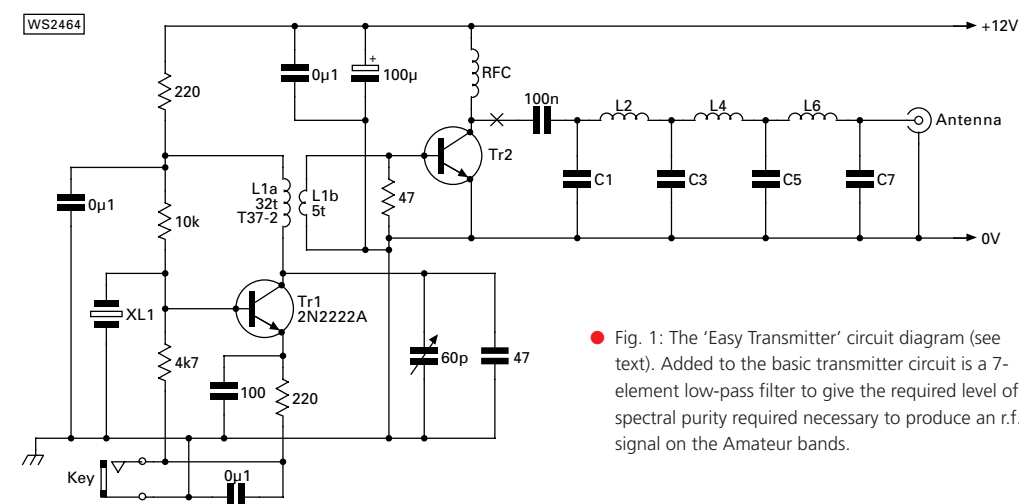 WS2464
+12V
220
0µ1
+
100µ
RFC
100n
L2
L4
L6
Antenna
Tr2
C1
C3
C5
C7
0µ1
10k
L1a
32t
T37-2
L1b
5t
47
0V
XL1
Tr1
2N2222A
4k7
100
220
60p
47
Key
0µ1
Fig. 1: The ‘Easy Transmitter’ circuit diagram (see
text). Added to the basic transmitter circuit is a 7-
element low-pass filter to give the required level of
spectral purity required necessary to produce an r.f.
signal on the Amateur bands.